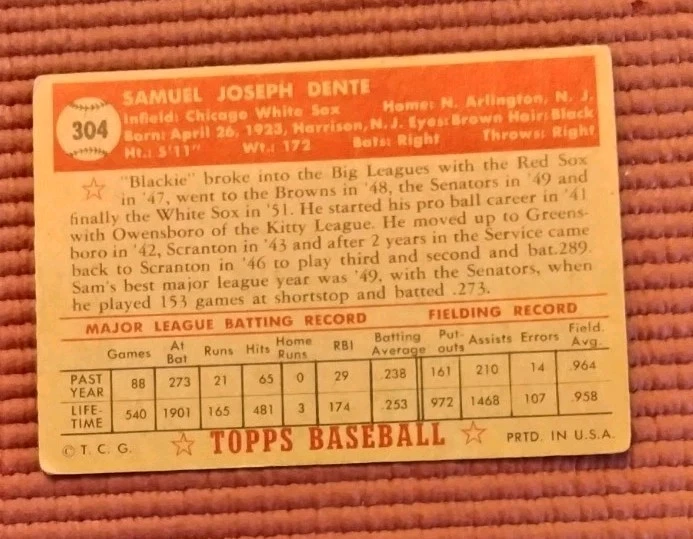 304
SAMUEL JOSEPH DENTE
Infield: Chicago White Sox Home: N. Arlington, N. J.
Born: April 26, 1923, Harrison, N. J. Eyes: Brown Hair: Black
Ht.: 5'11" Wt.: 172 Bats: Right Throws: Right
"Blackie" broke into the Big Leagues with the Red Sox
in '47, went to the Browns in '48, the Senators in '49 and
finally the White Sox in '51. He started his pro ball career in '41
with Owensboro of the Kitty League. He moved up to Greens-
boro in '42, Scranton in '43 and after 2 years in the Service came
back to Scranton in '46 to play third and second and bat.289.
Sam's best major league year was '49, with the Senators, when
he played 153 games at shortstop and batted .273.
MAJOR LEAGUE BATTING RECORD FIELDING RECORD
Games At Bat Runs Hits Home Runs RBI Batting Average Put-outs Assists Errors Field. Avg.
PAST YEAR 88 273 21 65 0 29 .238 161 210 14 .964
LIFE-TIME 540 1901 165 481 3 174 .253 972 1468 107 .958
© T. C. G. TOPPS BASEBALL PRTD. IN U.S.A.